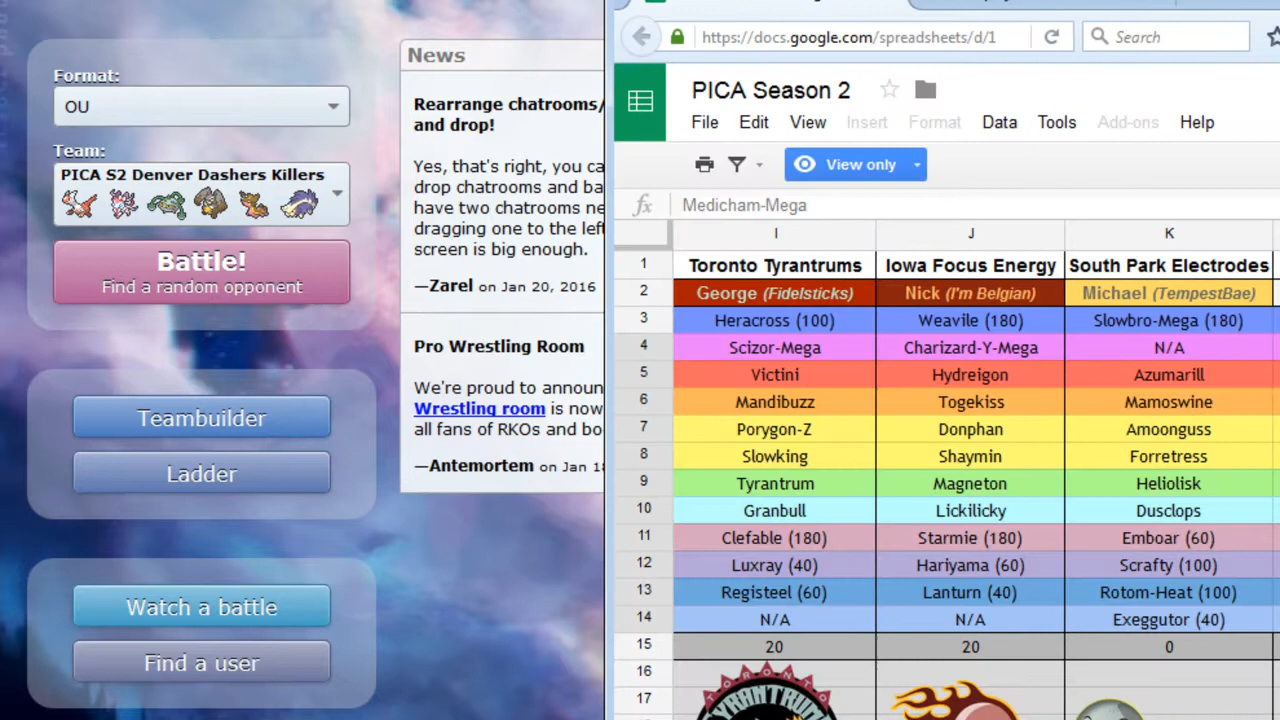 Format:
OU
Team:
PICA S2 Denver Dashers Killers
Battle!
Find a random opponent
Teambuilder
Ladder
Watch a battle
Find a user
News
Rearrange chatrooms/
and drop!
Yes, that's right, you ca
drop chatrooms and ba
have two chatrooms ne
dragging one to the left
screen is big enough.
—Zarel on Jan 20, 2016
Pro Wrestling Room
We're proud to announ
Wrestling room is now
all fans of RKOs and bo
—Antemortem on Jan 18
https://docs.google.com/spreadsheets/d/1
Search
PICA Season 2
File Edit View Insert Format Data Tools Add-ons Help
View only
fx Medicham-Mega
I J K
1 Toronto Tyrantrums Iowa Focus Energy South Park Electrodes
2 George (Fidelsticks) Nick (I'm Belgian) Michael (TempestBae)
3 Heracross (100) Weavile (180) Slowbro-Mega (180)
4 Scizor-Mega Charizard-Y-Mega N/A
5 Victini Hydreigon Azumarill
6 Mandibuzz Togekiss Mamoswine
7 Porygon-Z Donphan Amoonguss
8 Slowking Shaymin Forretress
9 Tyrantrum Magneton Heliolisk
10 Granbull Lickilicky Dusclops
11 Clefable (180) Starmie (180) Emboar (60)
12 Luxray (40) Hariyama (60) Scrafty (100)
13 Registeel (60) Lanturn (40) Rotom-Heat (100)
14 N/A N/A Exeggutor (40)
15 20 20 0
16
17
TORONTO
TYRANTRUMS